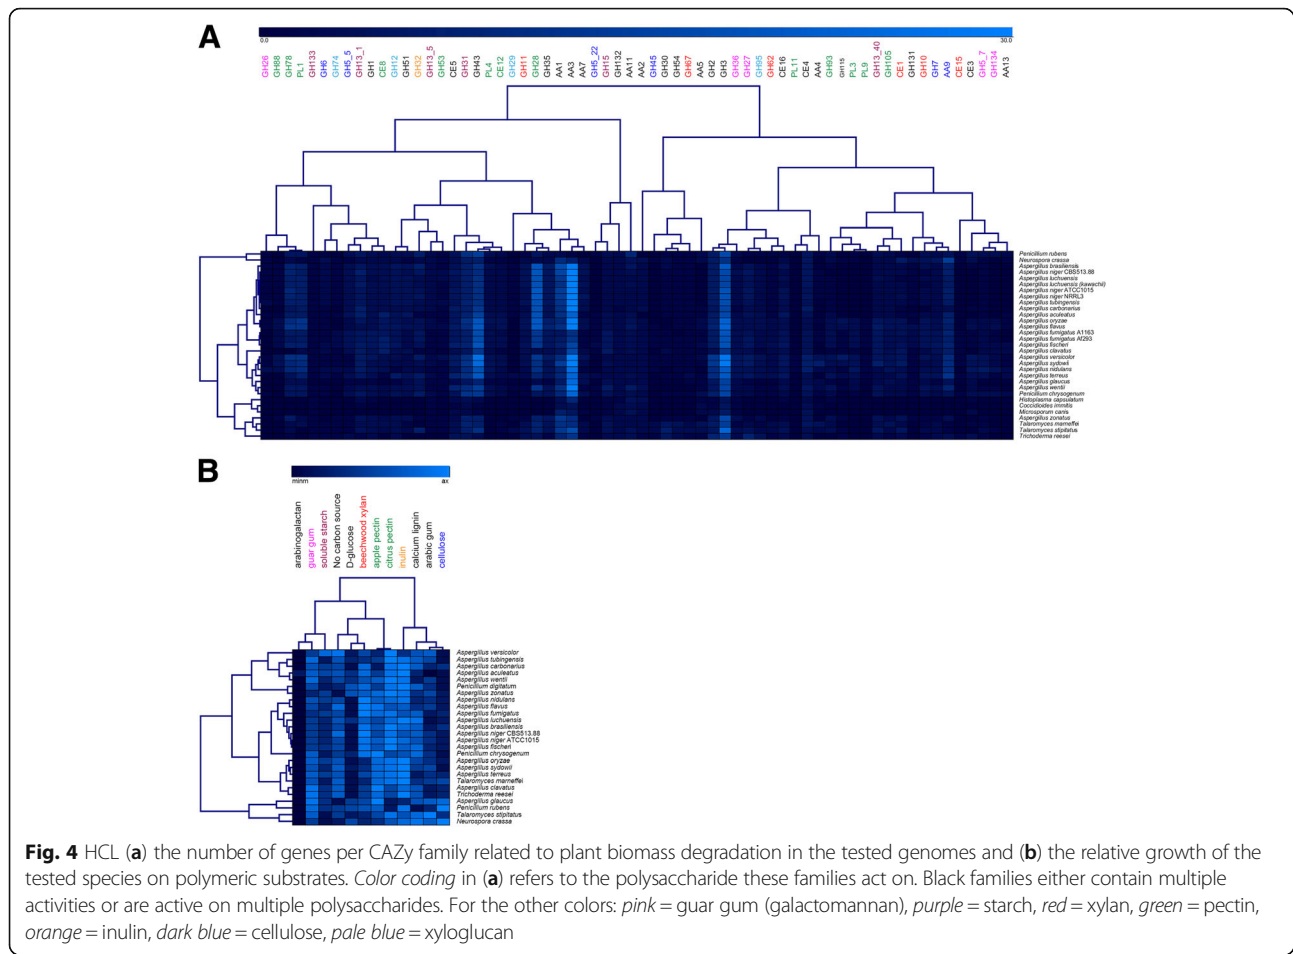 A
0.0
30.0
GH26
GH88
GH78
PL1
GH133
GH6
GH74
GH5_5
GH13_1
GH1
CE8
GH12
GH51
GH32
GH13_5
GH53
CE5
GH31
GH43
PL4
CE12
GH29
GH11
GH28
GH35
AA1
AA3
AA7
GH5_22
GH15
GH132
AA11
AA2
GH45
GH30
GH54
GH67
AA5
GH2
GH3
GH36
GH27
GH95
GH62
CE16
PL11
CE4
AA4
GH93
GH115
PL3
PL9
GH13_40
GH105
CE1
GH131
GH10
GH7
AA9
CE15
CE3
GH5_7
GH134
AA13
Penicillium rubens
Neurospora crassa
Aspergillus brasiliensis
Aspergillus niger CBS513.88
Aspergillus luchuensis
Aspergillus luchuensis (kawachii)
Aspergillus niger ATCC1015
Aspergillus niger NRRL3
Aspergillus tubingensis
Aspergillus carbonarius
Aspergillus aculeatus
Aspergillus oryzae
Aspergillus flavus
Aspergillus fumigatus A1163
Aspergillus fumigatus Af293
Aspergillus fischeri
Aspergillus clavatus
Aspergillus versicolor
Aspergillus sydowii
Aspergillus nidulans
Aspergillus terreus
Aspergillus glaucus
Aspergillus wentii
Penicillium chrysogenum
Histoplasma capsulatum
Coccidioides immitis
Microsporum canis
Aspergillus zonatus
Talaromyces marneffei
Talaromyces stipitatus
Trichoderma reesei
B
minm
ax
arabinogalactan
guar gum
soluble starch
No carbon source
D-glucose
beechwood xylan
apple pectin
citrus pectin
inulin
calcium lignin
arabic gum
cellulose
Aspergillus versicolor
Aspergillus tubingensis
Aspergillus carbonarius
Aspergillus aculeatus
Aspergillus wentii
Penicillium digitatum
Aspergillus zonatus
Aspergillus nidulans
Aspergillus flavus
Aspergillus fumigatus
Aspergillus luchuensis
Aspergillus brasiliensis
Aspergillus niger CBS513.88
Aspergillus niger ATCC1015
Aspergillus fischeri
Penicillium chrysogenum
Aspergillus oryzae
Aspergillus sydowii
Aspergillus terreus
Talaromyces marneffei
Aspergillus clavatus
Trichoderma reesei
Aspergillus glaucus
Penicillium rubens
Talaromyces stipitatus
Neurospora crassa
Fig. 4 HCL (a) the number of genes per CAZy family related to plant biomass degradation in the tested genomes and (b) the relative growth of the
tested species on polymeric substrates. Color coding in (a) refers to the polysaccharide these families act on. Black families either contain multiple
activities or are active on multiple polysaccharides. For the other colors: pink = guar gum (galactomannan), purple = starch, red = xylan, green = pectin,
orange = inulin, dark blue = cellulose, pale blue = xyloglucan